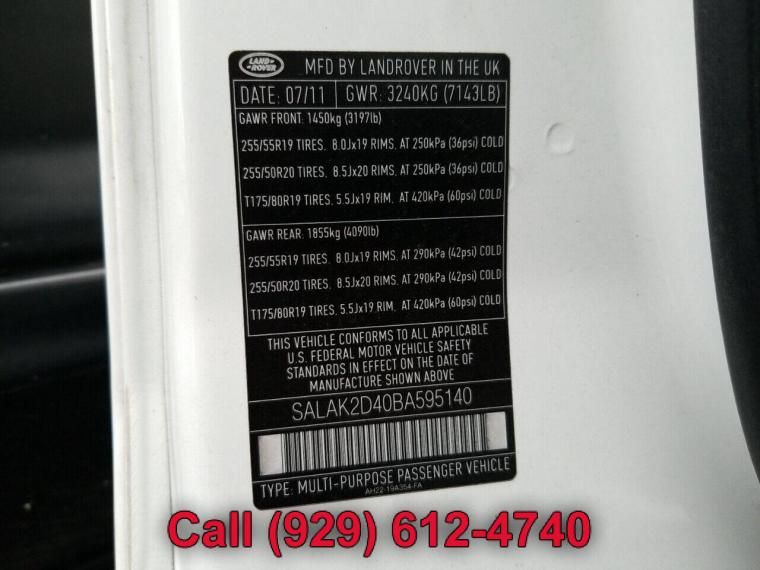 LAND ROVER MFD BY LANDROVER IN THE UK
DATE: 07/11 GWR: 3240KG (7143LB)
GAWR FRONT: 1450kg (3197lb)
255/55R19 TIRES, 8.0Jx19 RIMS, AT 250kPa (36psi) COLD
255/50R20 TIRES, 8.5Jx20 RIMS, AT 250kPa (36psi) COLD
T175/80R19 TIRES, 5.5Jx19 RIM, AT 420kPa (60psi) COLD
GAWR REAR: 1855kg (4090lb)
255/55R19 TIRES, 8.0Jx19 RIMS, AT 290kPa (42psi) COLD
255/50R20 TIRES, 8.5Jx20 RIMS, AT 290kPa (42psi) COLD
T175/80R19 TIRES, 5.5Jx19 RIM, AT 420kPa (60psi) COLD
THIS VEHICLE CONFORMS TO ALL APPLICABLE
U.S. FEDERAL MOTOR VEHICLE SAFETY
STANDARDS IN EFFECT ON THE DATE OF
MANUFACTURE SHOWN ABOVE
SALAK2D40BA595140
TYPE: MULTI-PURPOSE PASSENGER VEHICLE
AH22-19A354-FA
Call (929) 612-4740